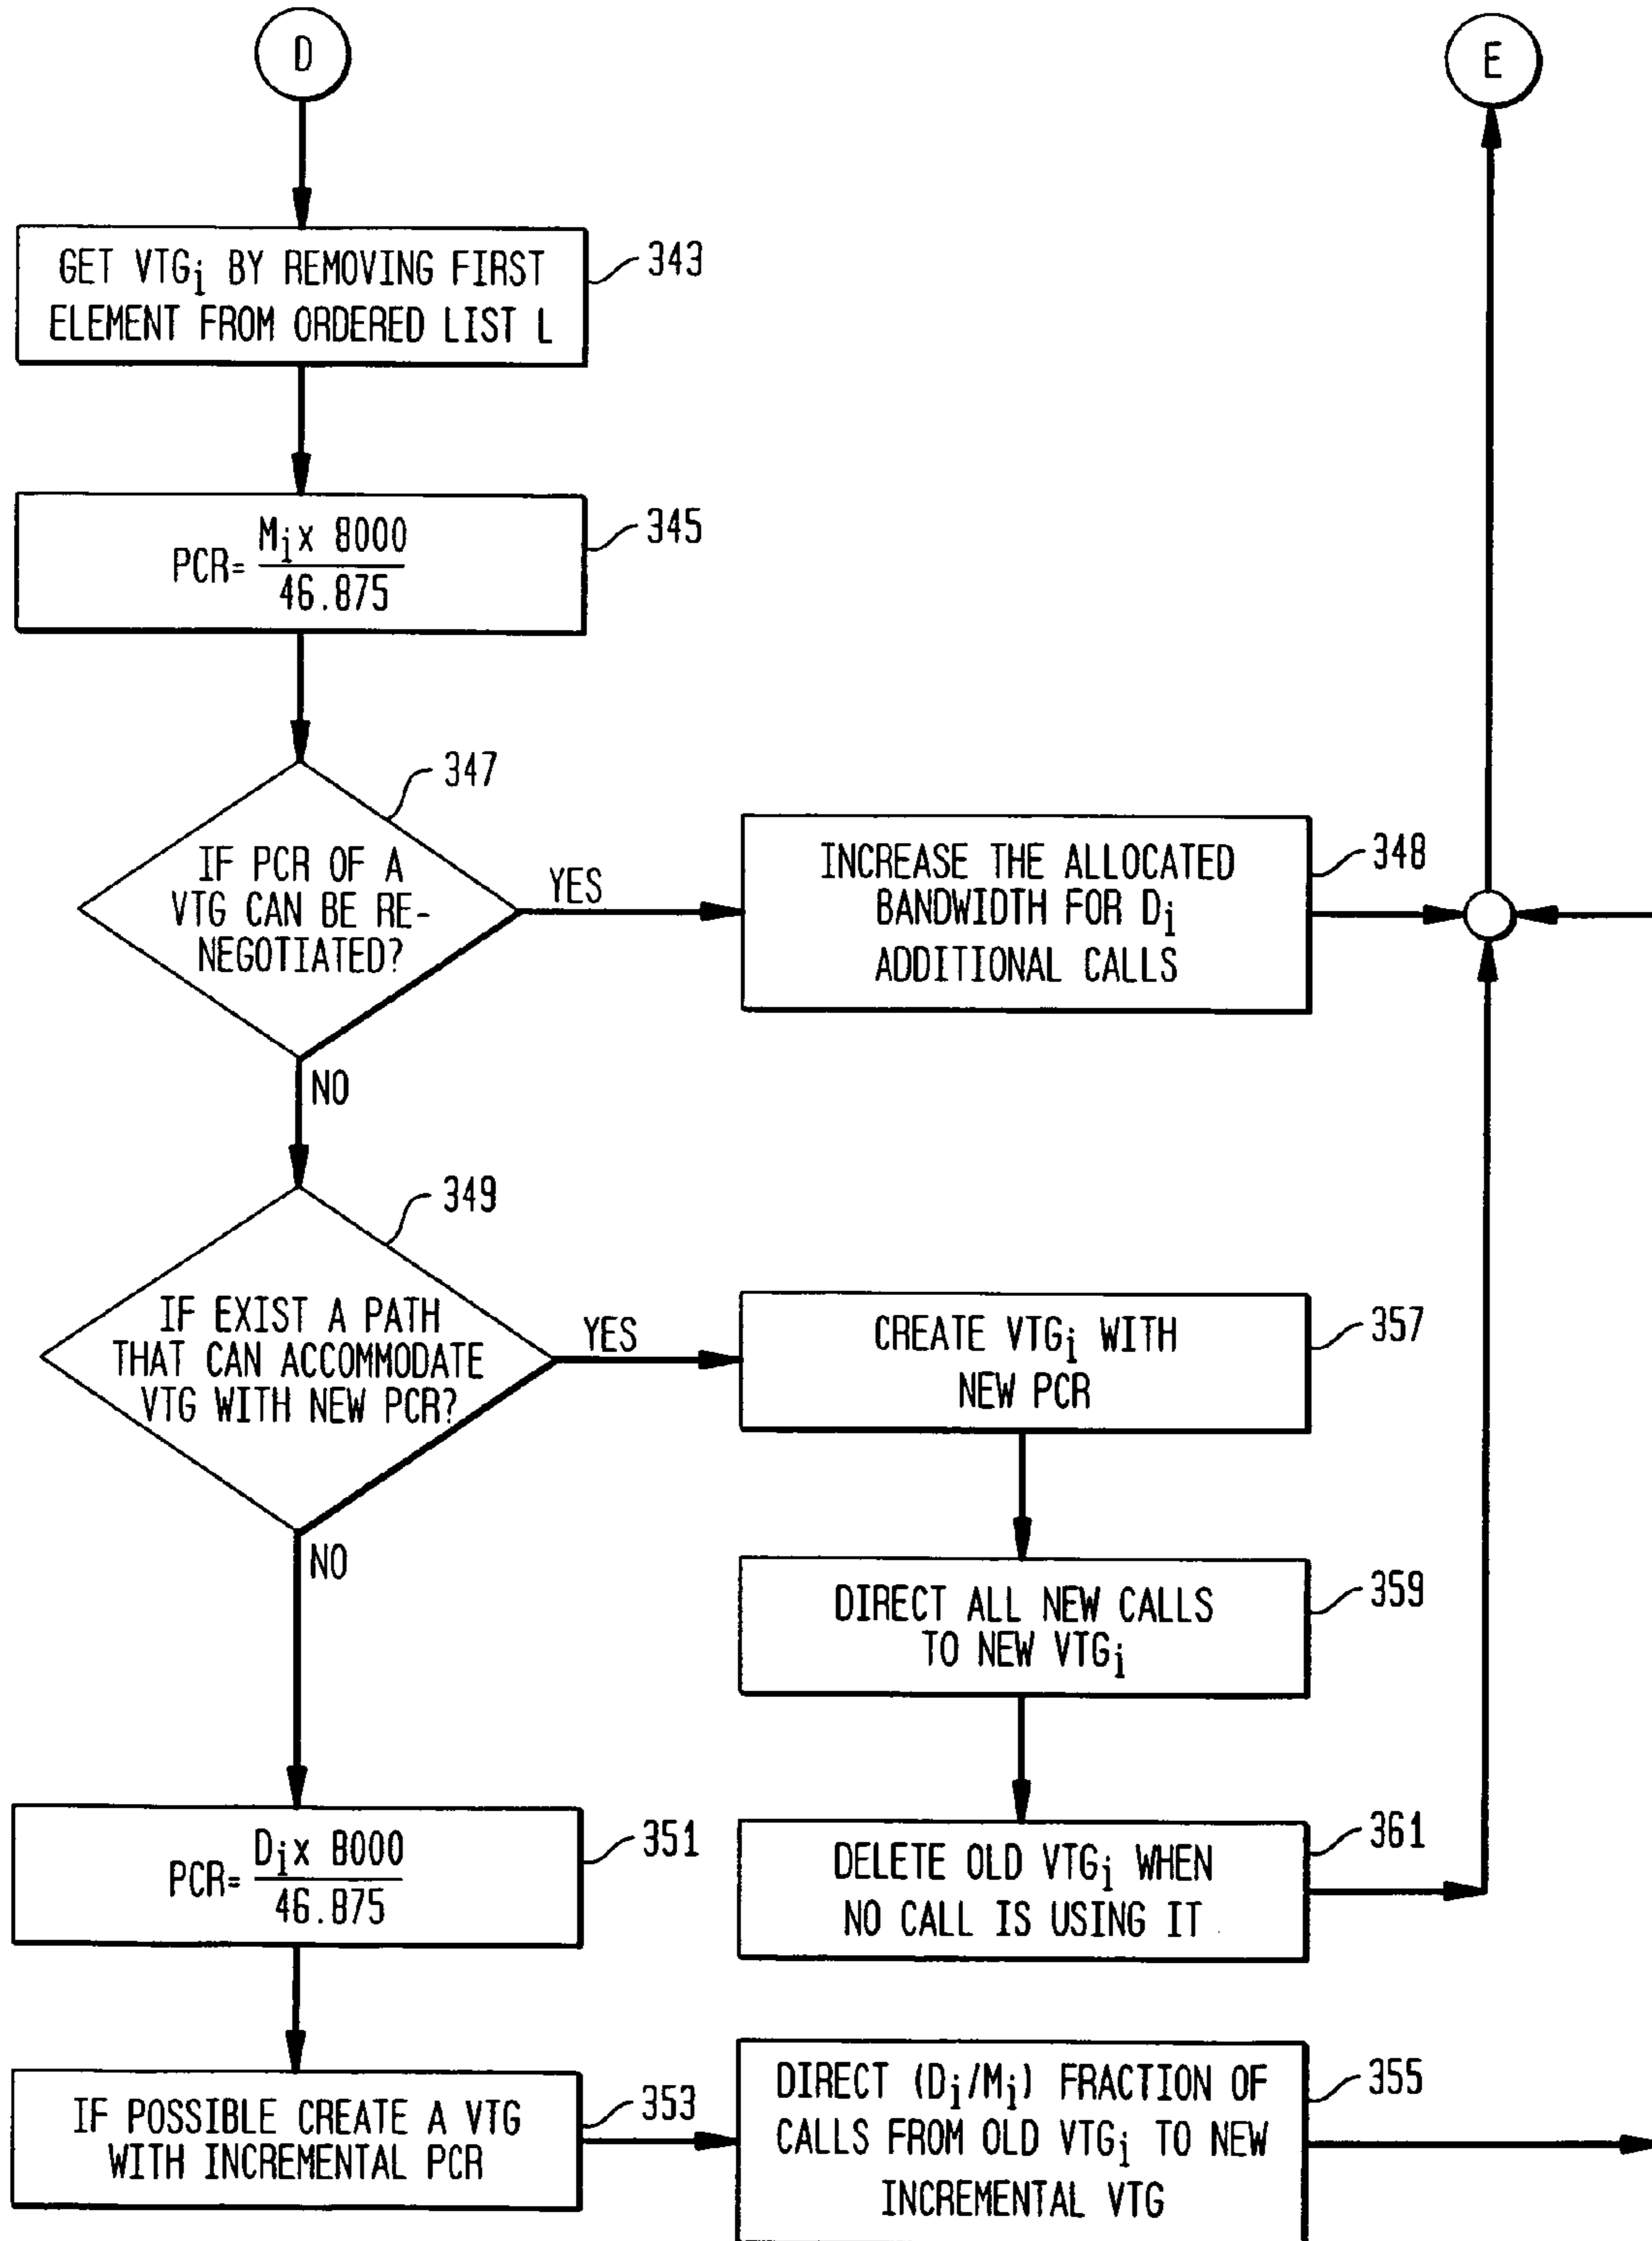 D
E
GET VTGi BY REMOVING FIRST
ELEMENT FROM ORDERED LIST L
343
PCR= Mi x 8000
46.875
345
347
IF PCR OF A
VTG CAN BE RE-
NEGOTIATED?
YES
NO
INCREASE THE ALLOCATED
BANDWIDTH FOR Di
ADDITIONAL CALLS
348
349
IF EXIST A PATH
THAT CAN ACCOMMODATE
VTG WITH NEW PCR?
YES
NO
CREATE VTGi WITH
NEW PCR
357
DIRECT ALL NEW CALLS
TO NEW VTGi
359
DELETE OLD VTGi WHEN
NO CALL IS USING IT
361
PCR= Di x 8000
46.875
351
IF POSSIBLE CREATE A VTG
WITH INCREMENTAL PCR
353
DIRECT (Di/Mi) FRACTION OF
CALLS FROM OLD VTGi TO NEW
INCREMENTAL VTG
355